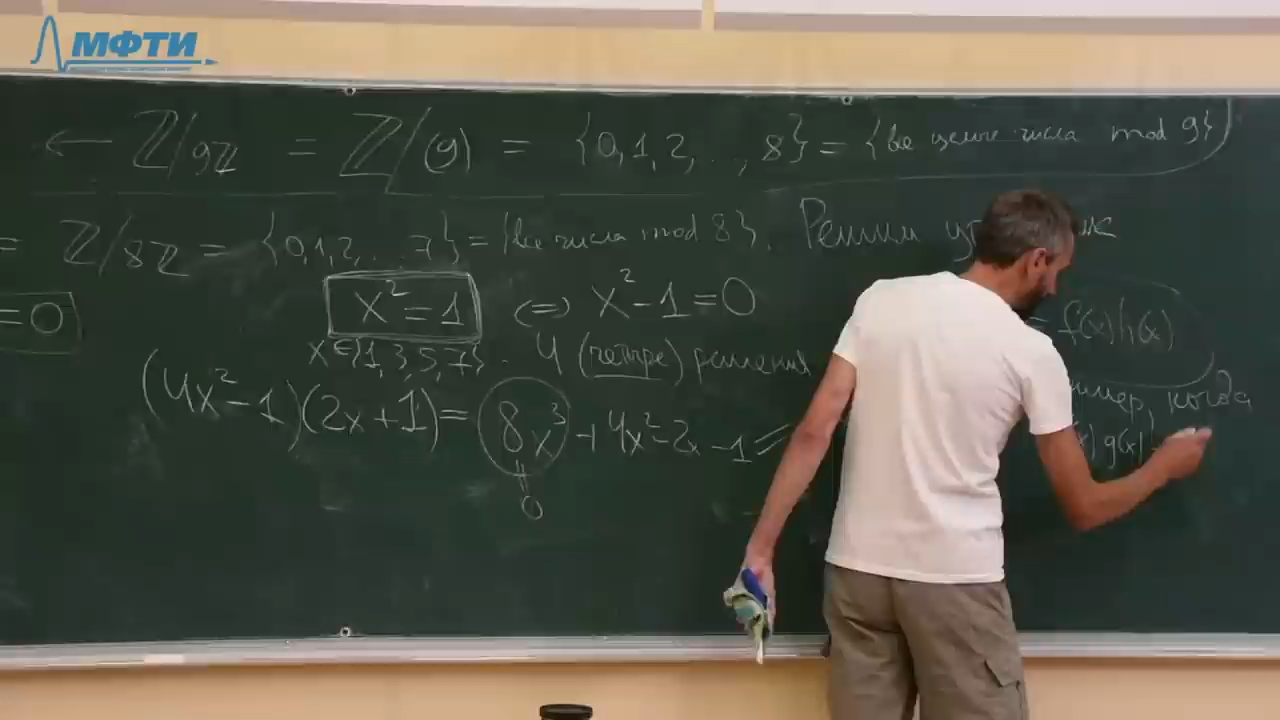 МФТИ
← ℤ/9ℤ = ℤ/(9) = {0,1,2,...,8} = {все целые числа mod 9}
= ℤ/8ℤ = {0,1,2,...7} = {все числа mod 8}. Решим
=0 x²=1 ⇔ x²-1=0 = f(x)h(x)
x∈{1,3,5,7}. 4 (четыре) решения
(4x²-1)(2x+1)= 8x³+4x²-2x-1 когда
g(x)
0